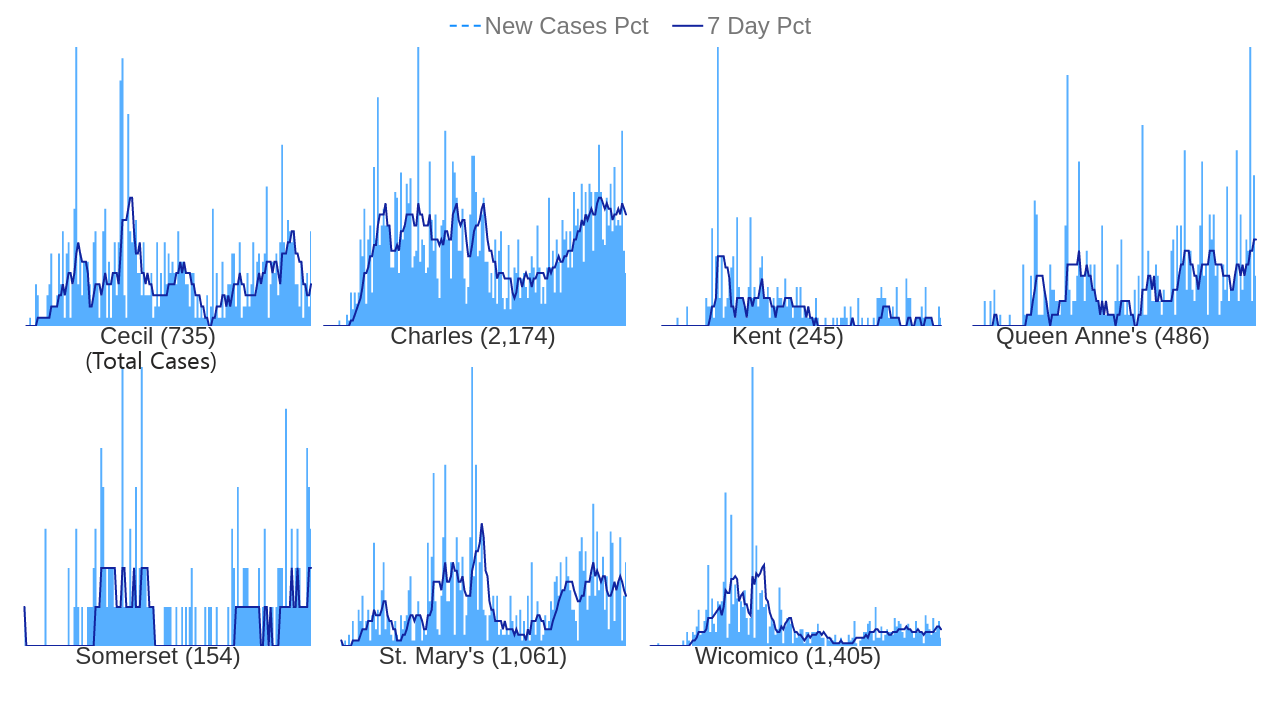 New Cases Pct 7 Day Pct
Cecil (735)
(Total Cases)
Charles (2,174)
Kent (245)
Queen Anne's (486)
Somerset (154)
St. Mary's (1,061)
Wicomico (1,405)